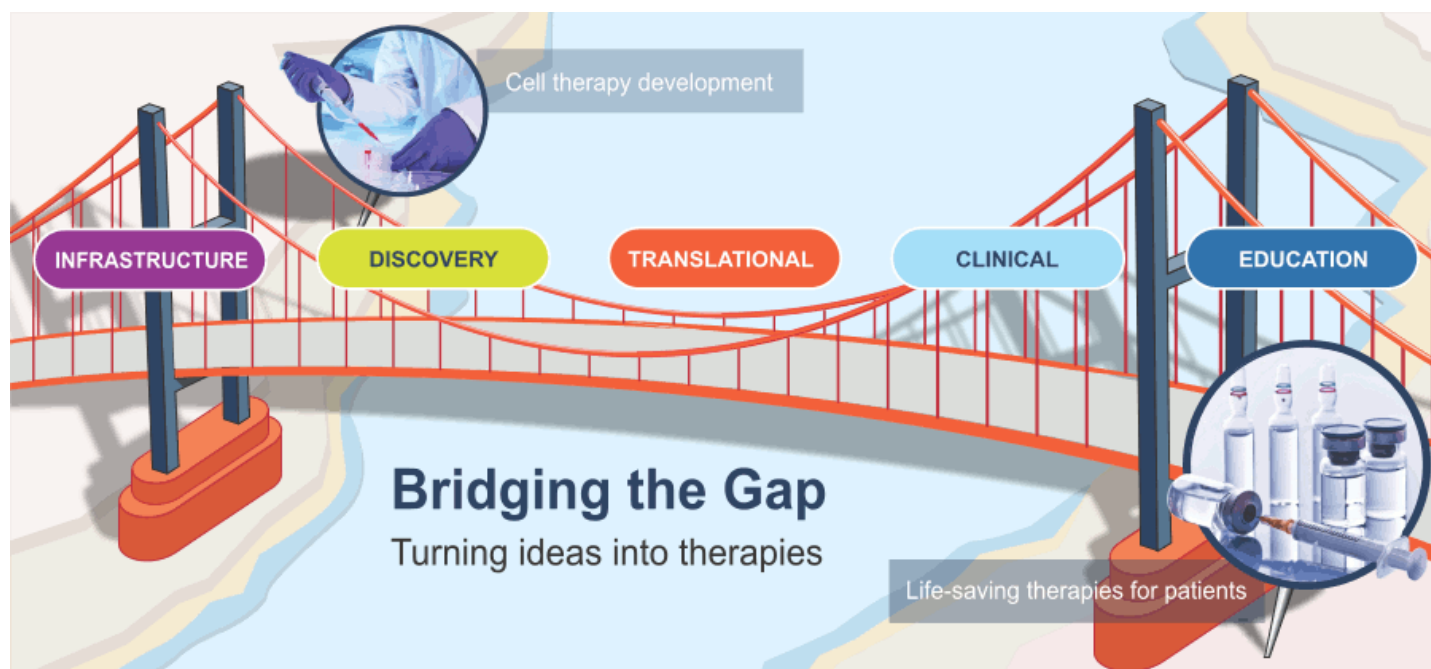 Cell therapy development
INFRASTRUCTURE
DISCOVERY
TRANSLATIONAL
CLINICAL
EDUCATION
Bridging the Gap
Turning ideas into therapies
Life-saving therapies for patients